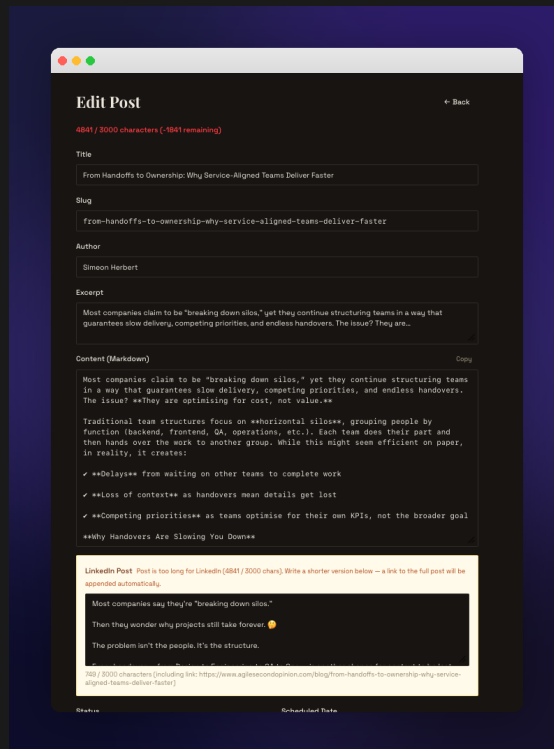 Edit Post
← Back
4841 / 3000 characters (-1841 remaining)
Title
From Handoffs to Ownership: Why Service-Aligned Teams Deliver Faster
Slug
from-handoffs-to-ownership-why-service-aligned-teams-deliver-faster
Author
Simeon Herbert
Excerpt
Most companies claim to be "breaking down silos," yet they continue structuring teams in a way that
guarantees slow delivery, competing priorities, and endless handovers. The issue? They are...
Content (Markdown)
Copy
Most companies claim to be "breaking down silos," yet they continue structuring teams
in a way that guarantees slow delivery, competing priorities, and endless handovers.
The issue? **They are optimising for cost, not value.**
Traditional team structures focus on **horizontal silos**, grouping people by
function (backend, frontend, QA, operations, etc.). Each team does their part and
then hands over the work to another group. While this might seem efficient on paper,
in reality, it creates:
✔ **Delays** from waiting on other teams to complete work
✔ **Loss of context** as handovers mean details get lost
✔ **Competing priorities** as teams optimise for their own KPIs, not the broader goal
**Why Handovers Are Slowing You Down**
LinkedIn Post Post is too long for LinkedIn (4841 / 3000 chars). Write a shorter version below — a link to the full post will be
appended automatically.
Most companies say they're "breaking down silos."
Then they wonder why projects still take forever. 🤔
The problem isn't the people. It's the structure.
749 / 3000 characters (including link: https://www.agilesecondopinion.com/blog/from-handoffs-to-ownership-why-service-
aligned-teams-deliver-faster)
Status
Scheduled Date